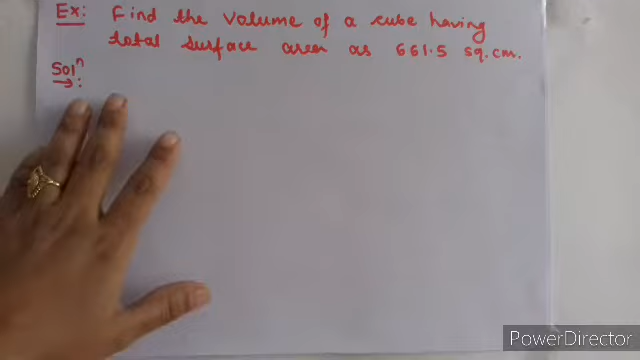 Ex: Find the volume of a cube having
total surface area as 661.5 sq.cm.
Solⁿ
→ :
PowerDirector